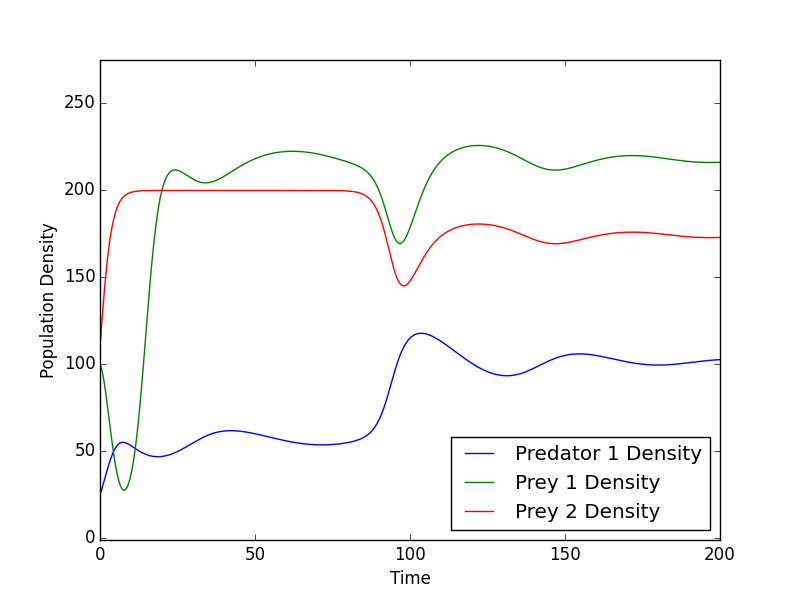 250
200
150
100
50
0
Population Density
0 50 100 150 200
Time
Predator 1 Density
Prey 1 Density
Prey 2 Density